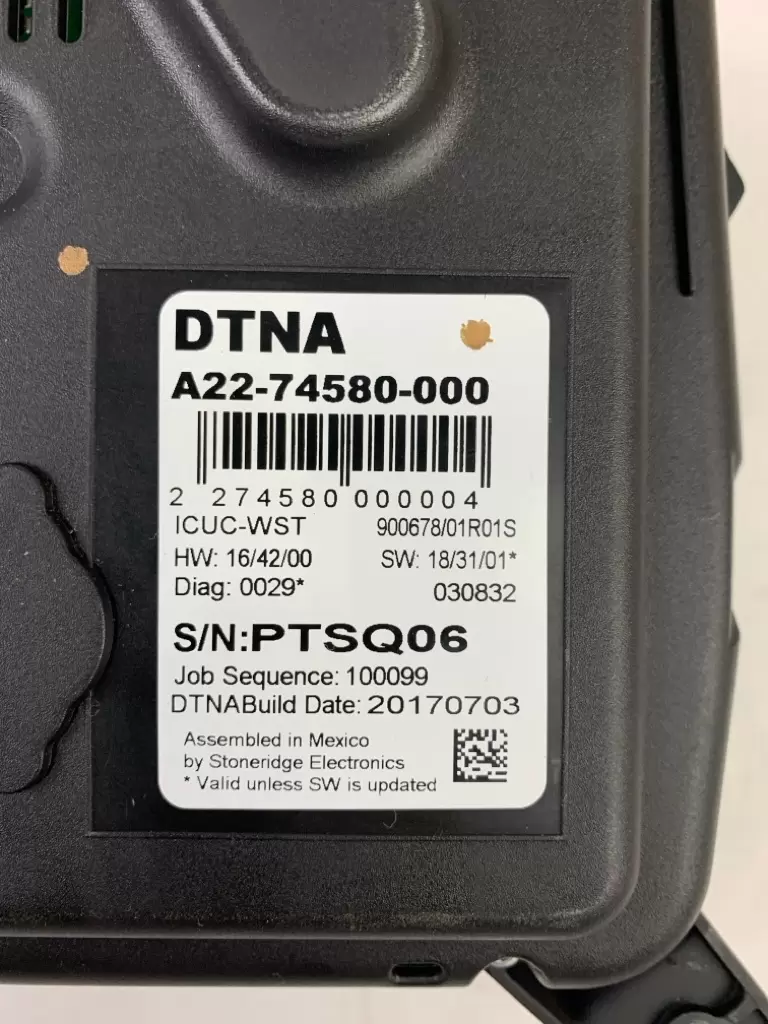 DTNA
A22-74580-000
2 274580 000004
ICUC-WST 900678/01R01S
HW: 16/42/00 SW: 18/31/01*
Diag: 0029* 030832
S/N:PTSQ06
Job Sequence: 100099
DTNABuild Date: 20170703
Assembled in Mexico
by Stoneridge Electronics
* Valid unless SW is updated